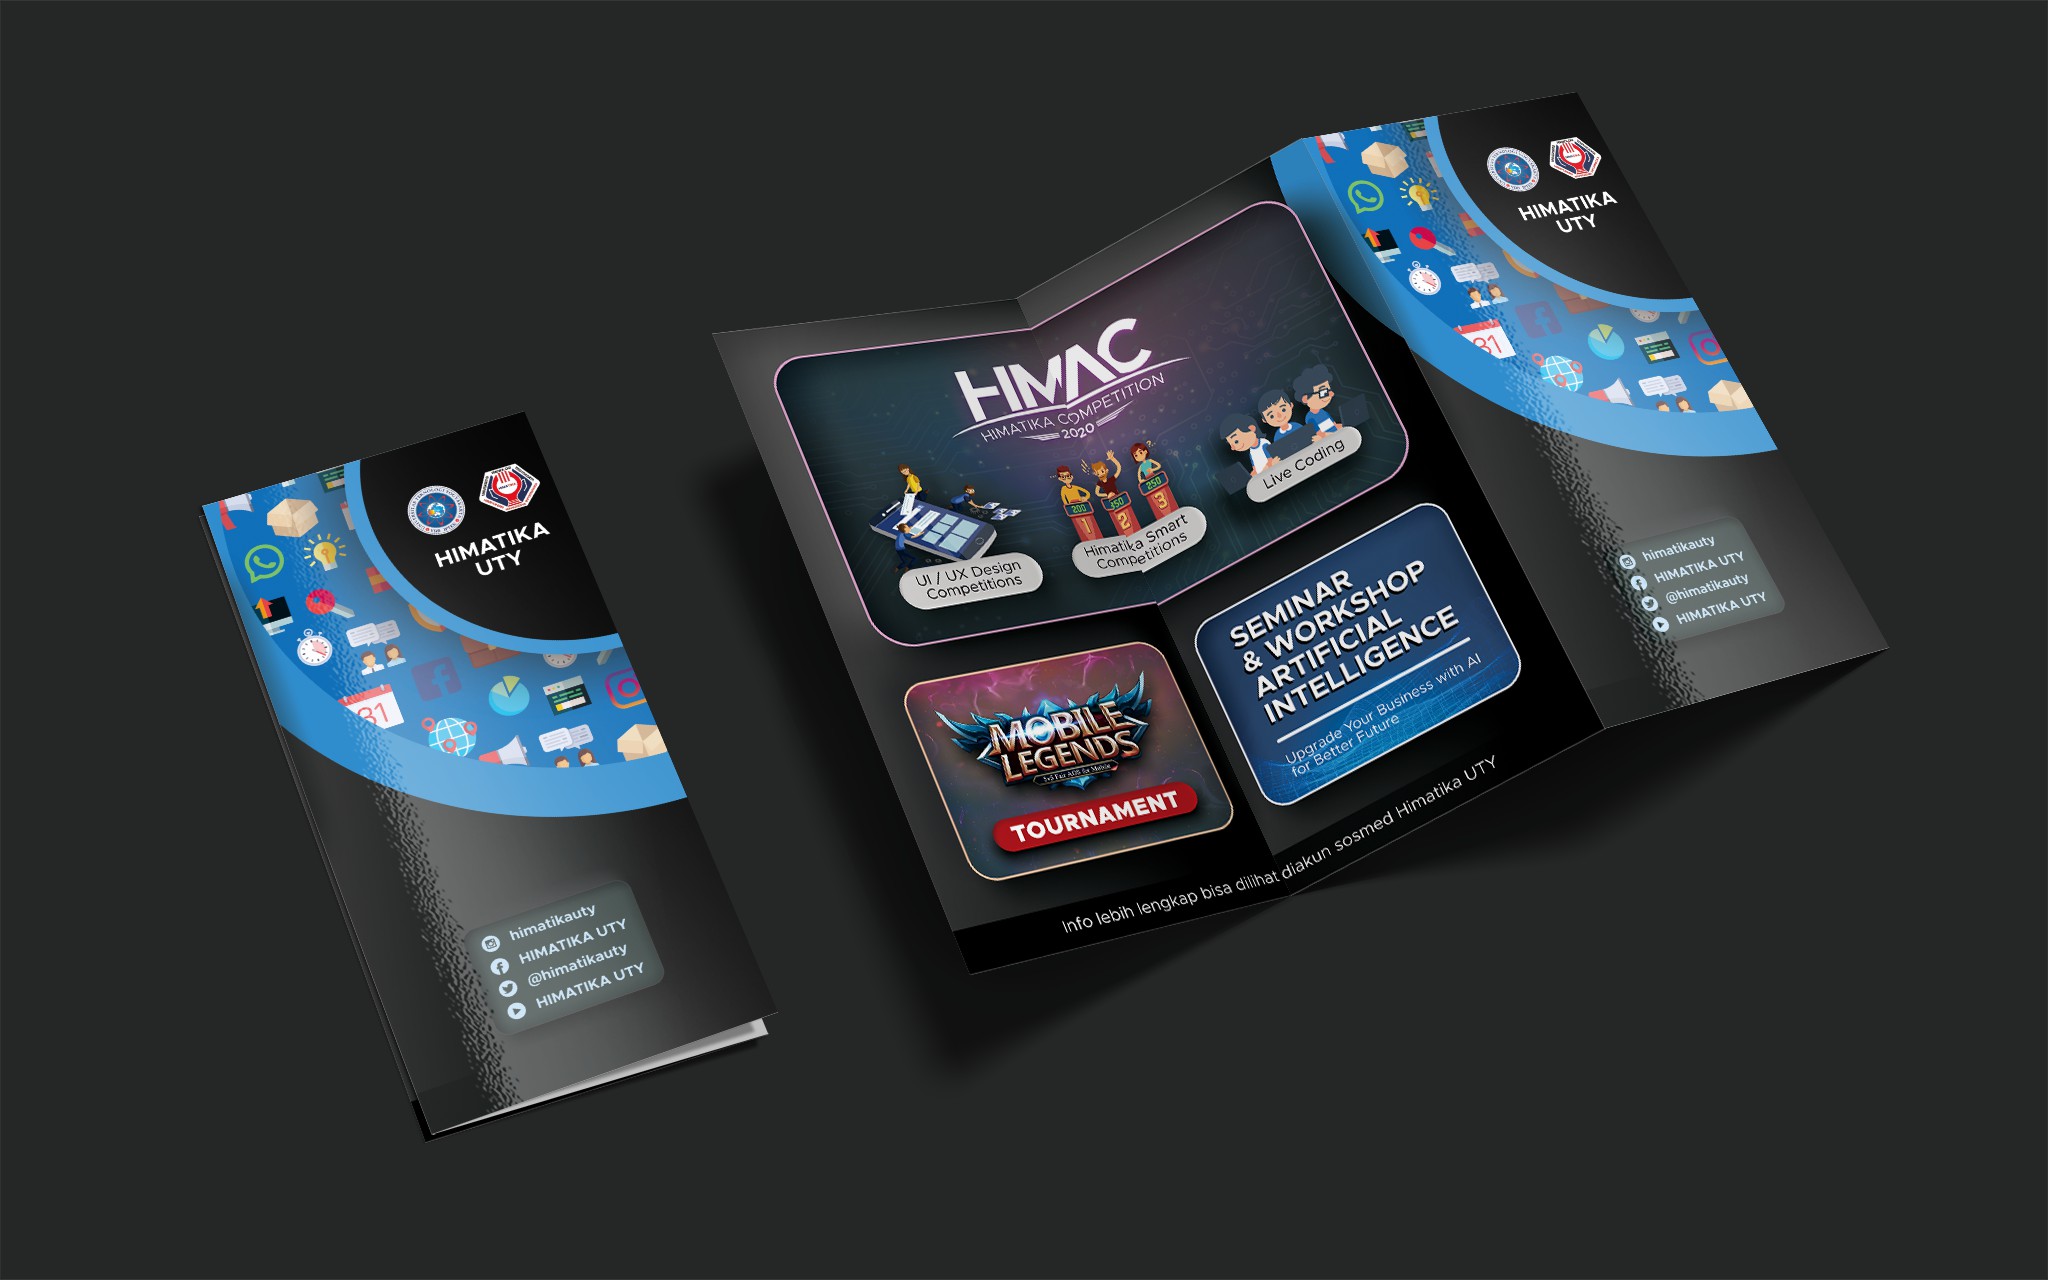 HIMATIKA
UTY
31
himatikauty
HIMATIKA UTY
@himatikauty
HIMATIKA UTY
HMAC
HIMATIKA COMPETITION
2020
UI / UX Design
Competitions
200
350
250
1
2
3
Himatika Smart
Competitions
Live Coding
MOBILE
LEGENDS
5v5 Fair AOS for Mobile
TOURNAMENT
SEMINAR
& WORKSHOP
ARTIFICIAL
INTELLIGENCE
Upgrade Your Business with AI
for Better Future
Info lebih lengkap bisa dilihat diakun sosmed Himatika UTY
HIMATIKA
UTY
31
himatikauty
HIMATIKA UTY
@himatikauty
HIMATIKA UTY